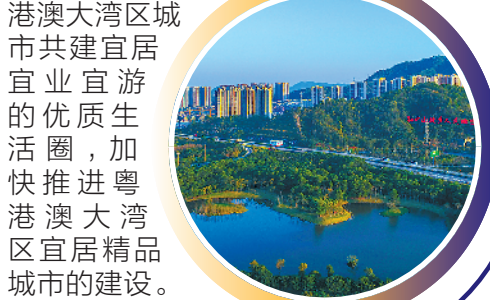 港澳大湾区城
市共建宜居
宜业宜游
的优质生
活圈，加
快推进粤
港澳大湾
区宜居精品
城市的建设。